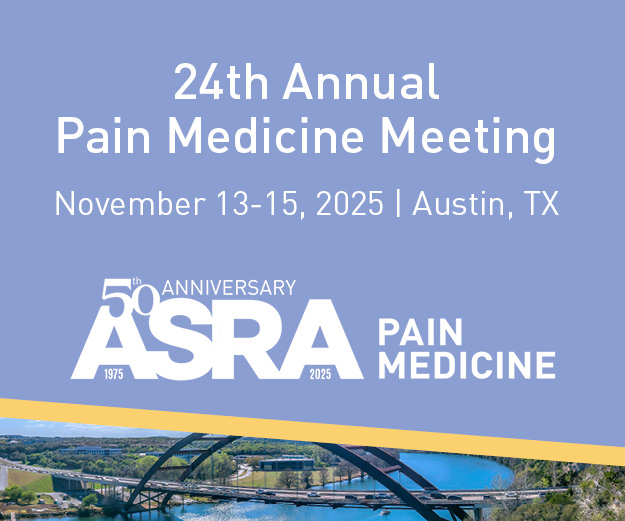 24th Annual
Pain Medicine Meeting
November 13-15, 2025 | Austin, TX
50th ANNIVERSARY
ASRA
1975 2025
PAIN
MEDICINE